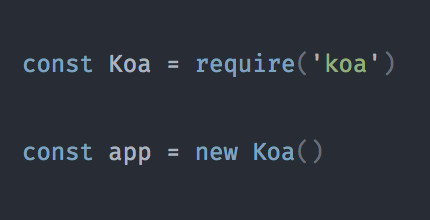 const Koa = require('koa')
const app = new Koa()